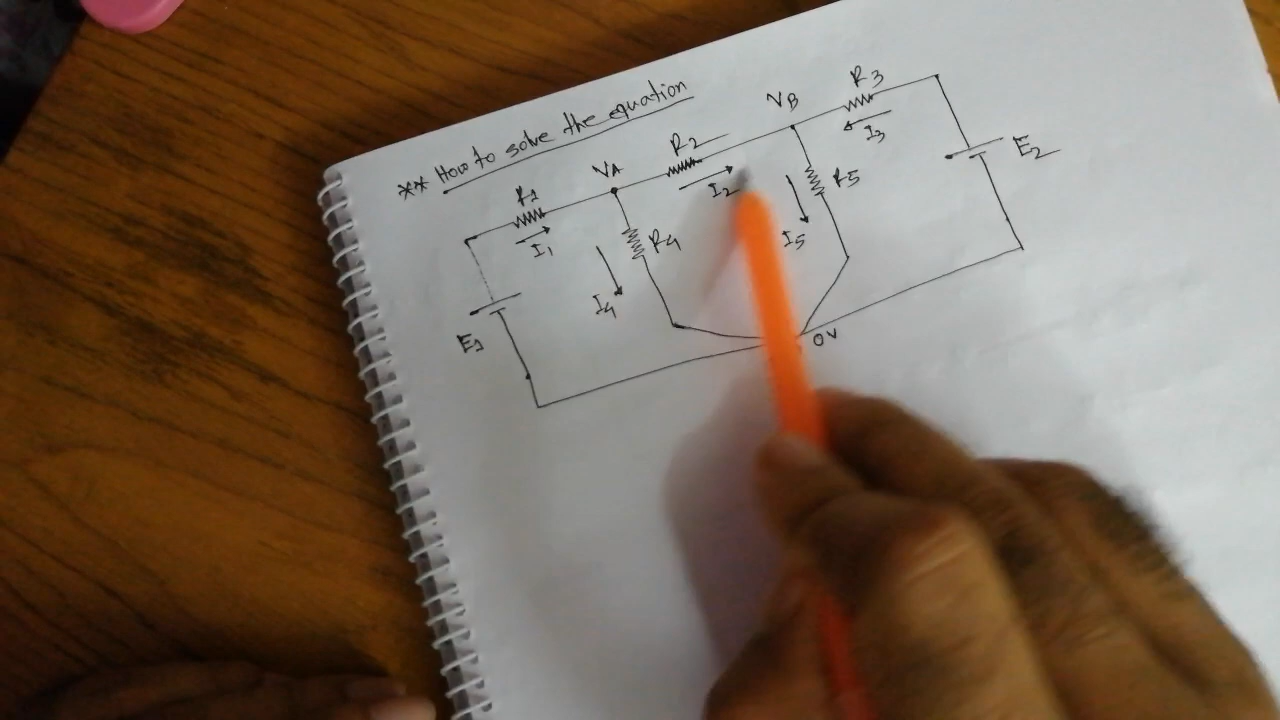 ** How to solve the equation
R1
VA
R2
VB
R3
I1
I2
I3
R4
R5
I4
I5
E1
E2
0V